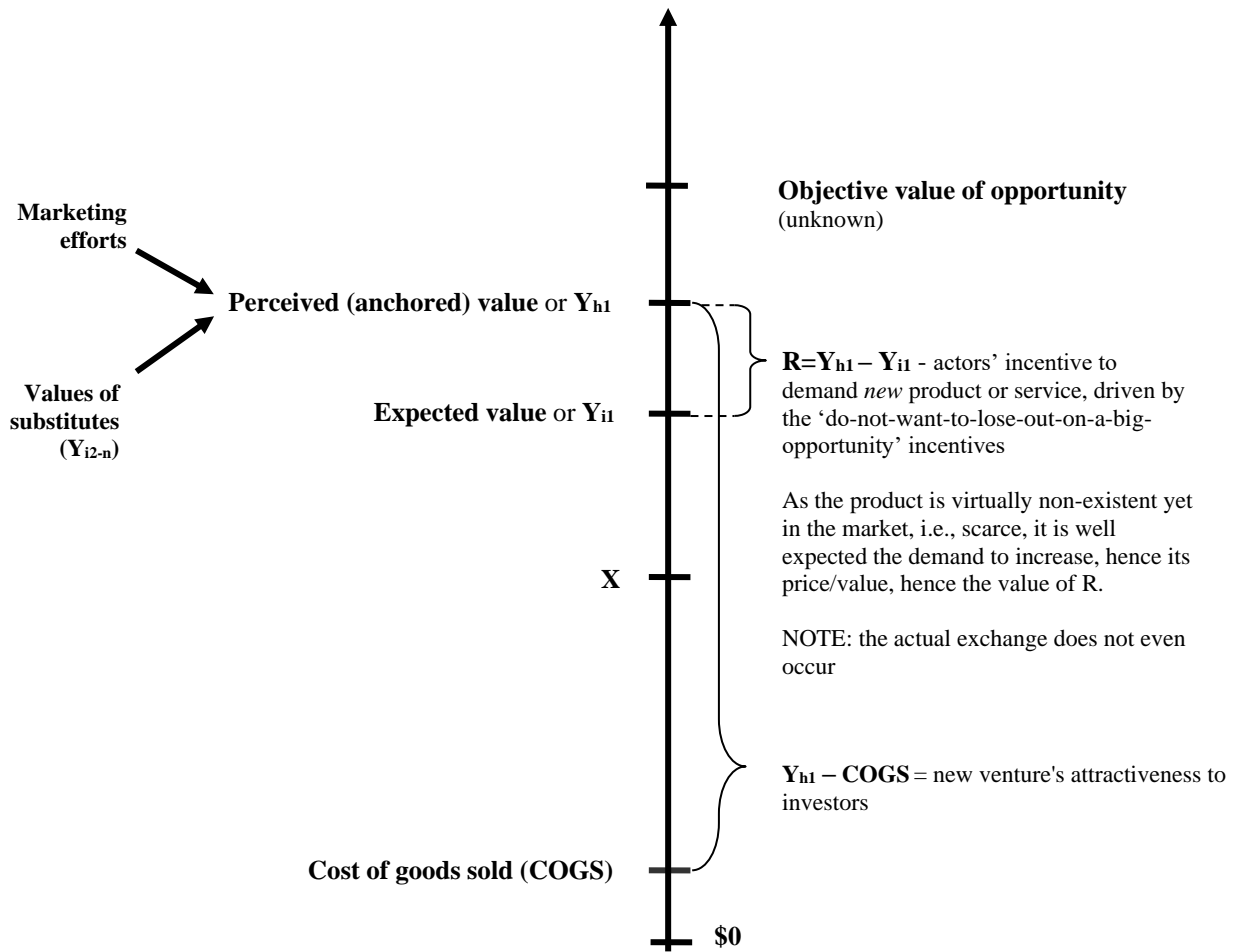 Objective value of opportunity
(unknown)
Marketing
efforts
Perceived (anchored) value or Yh1
Values of
substitutes
(Yi2-n)
Expected value or Yi1
R=Yh1 – Yi1 - actors’ incentive to
demand new product or service, driven by
the ‘do-not-want-to-lose-out-on-a-big-
opportunity’ incentives
As the product is virtually non-existent yet
in the market, i.e., scarce, it is well
expected the demand to increase, hence its
price/value, hence the value of R.
X
NOTE: the actual exchange does not even
occur
Yh1 – COGS = new venture's attractiveness to
investors
Cost of goods sold (COGS)
$0